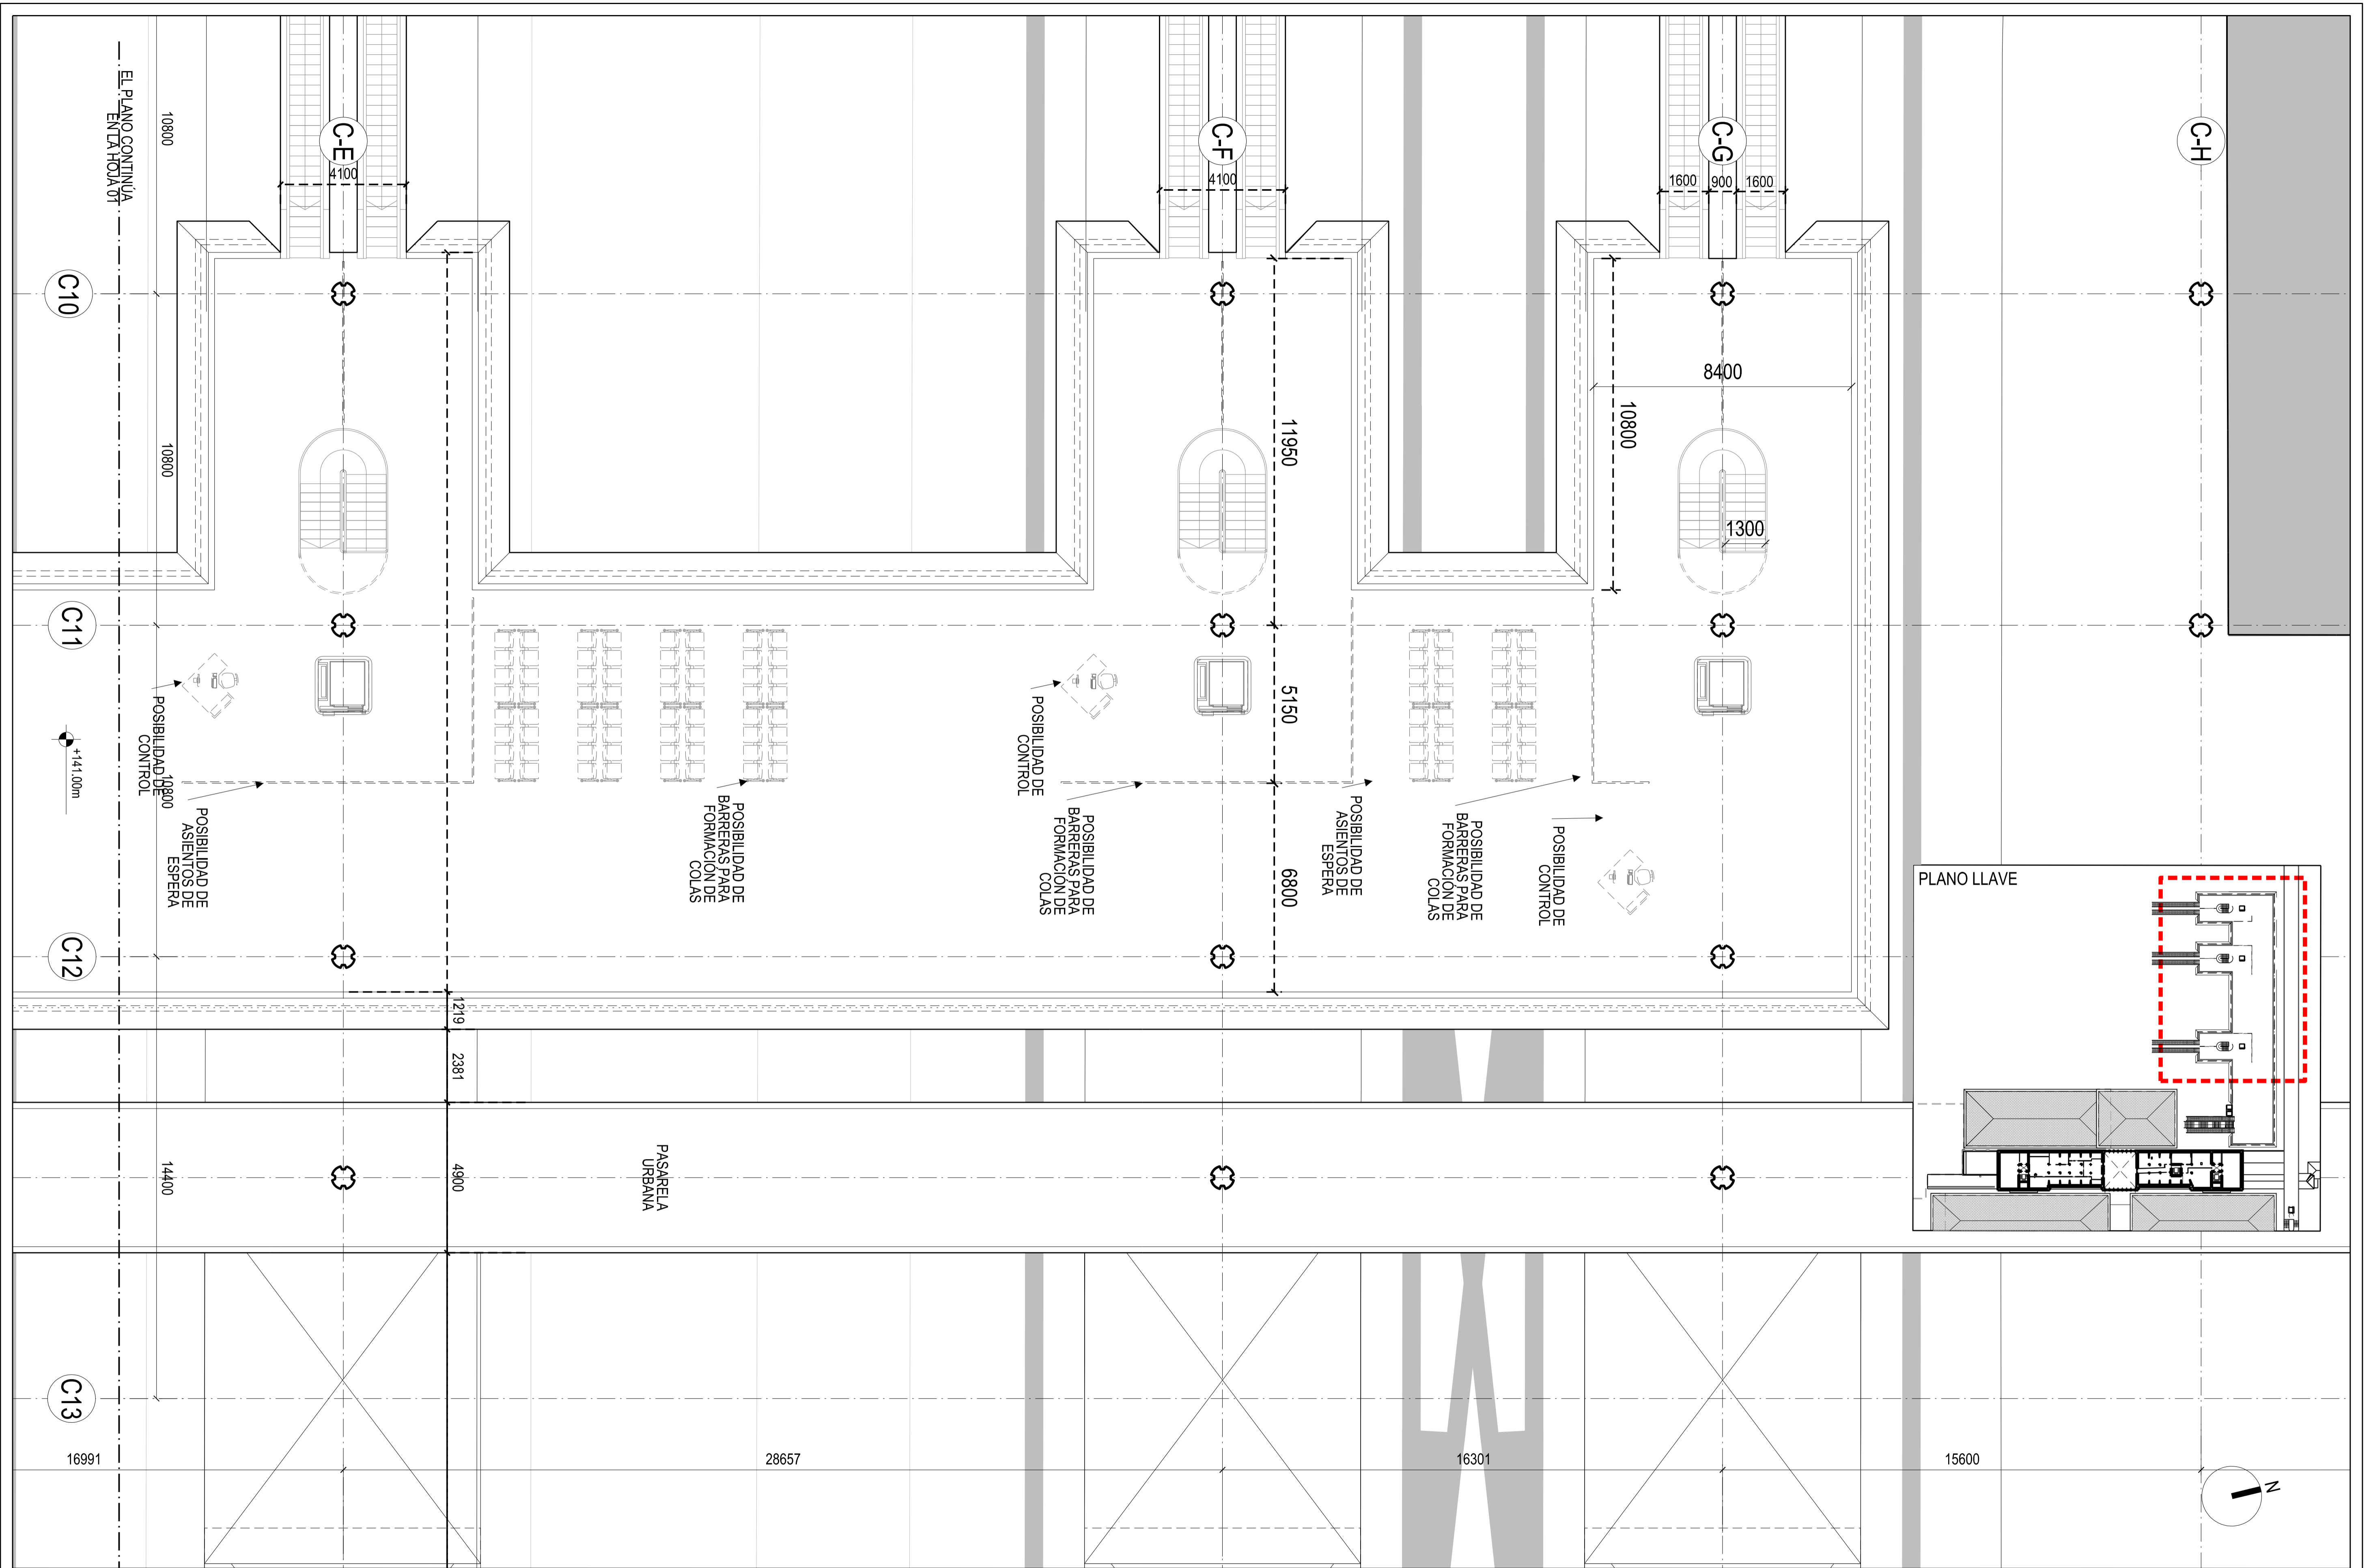 EL PLANO CONTINÚA
EN LA HOJA 01
C-E
C-F
C-G
C-H
10800
4100
4100
1600
900
1600
C10
8400
10800
11950
10800
1300
C11
5150
POSIBILIDAD DE
CONTROL
+141.00m
10800
POSIBILIDAD DE
ASIENTOS DE
ESPERA
POSIBILIDAD DE
BARRERAS PARA
FORMACIÓN DE
COLAS
POSIBILIDAD DE
CONTROL
POSIBILIDAD DE
BARRERAS PARA
FORMACIÓN DE
COLAS
POSIBILIDAD DE
ASIENTOS DE
ESPERA
POSIBILIDAD DE
BARRERAS PARA
FORMACIÓN DE
COLAS
POSIBILIDAD DE
CONTROL
6800
PLANO LLAVE
C12
1219
2381
14400
4900
PASARELA
URBANA
C13
16991
28657
16301
15600
N